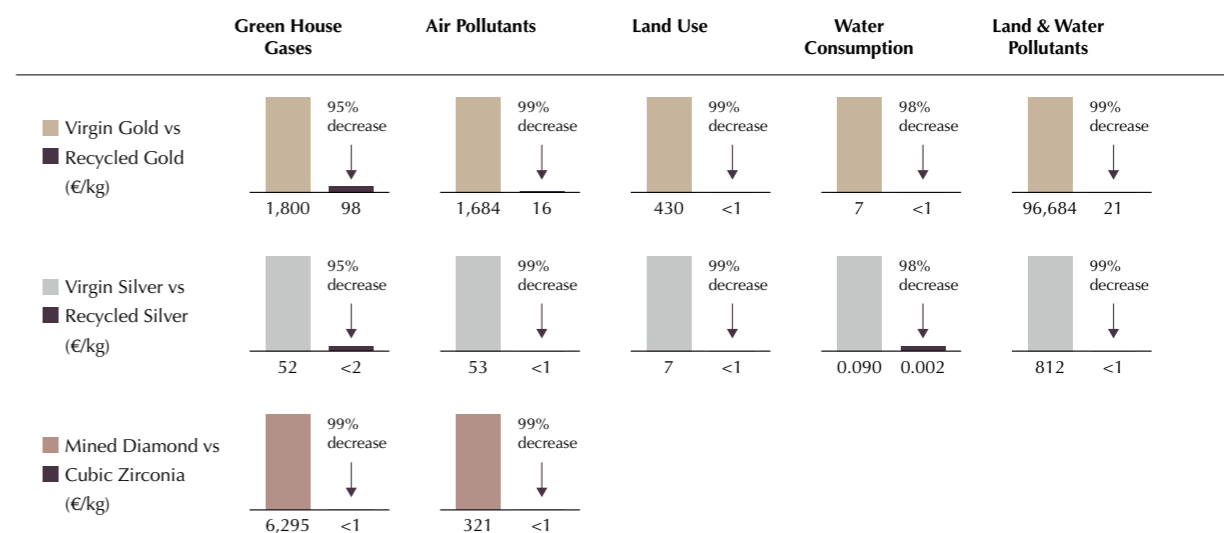 Green House Gases
Air Pollutants
Land Use
Water Consumption
Land & Water Pollutants
Virgin Gold vs
Recycled Gold
(€/kg)
95% decrease
1,800 98
99% decrease
1,684 16
99% decrease
430 <1
98% decrease
7 <1
99% decrease
96,684 21
Virgin Silver vs
Recycled Silver
(€/kg)
95% decrease
52 <2
99% decrease
53 <1
99% decrease
7 <1
98% decrease
0.090 0.002
99% decrease
812 <1
Mined Diamond vs
Cubic Zirconia
(€/kg)
99% decrease
6,295 <1
99% decrease
321 <1